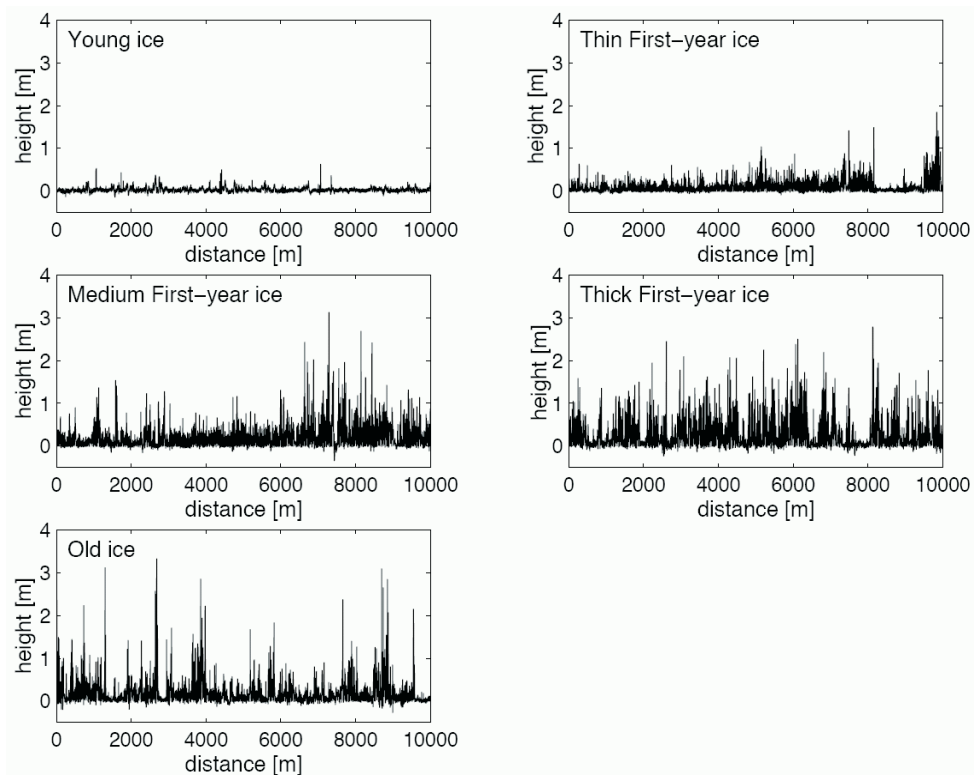 Young ice
height [m]
4
3
2
1
0
0 2000 4000 6000 8000 10000
distance [m]
Thin First–year ice
height [m]
4
3
2
1
0
0 2000 4000 6000 8000 10000
distance [m]
Medium First–year ice
height [m]
4
3
2
1
0
0 2000 4000 6000 8000 10000
distance [m]
Thick First–year ice
height [m]
4
3
2
1
0
0 2000 4000 6000 8000 10000
distance [m]
Old ice
height [m]
4
3
2
1
0
0 2000 4000 6000 8000 10000
distance [m]